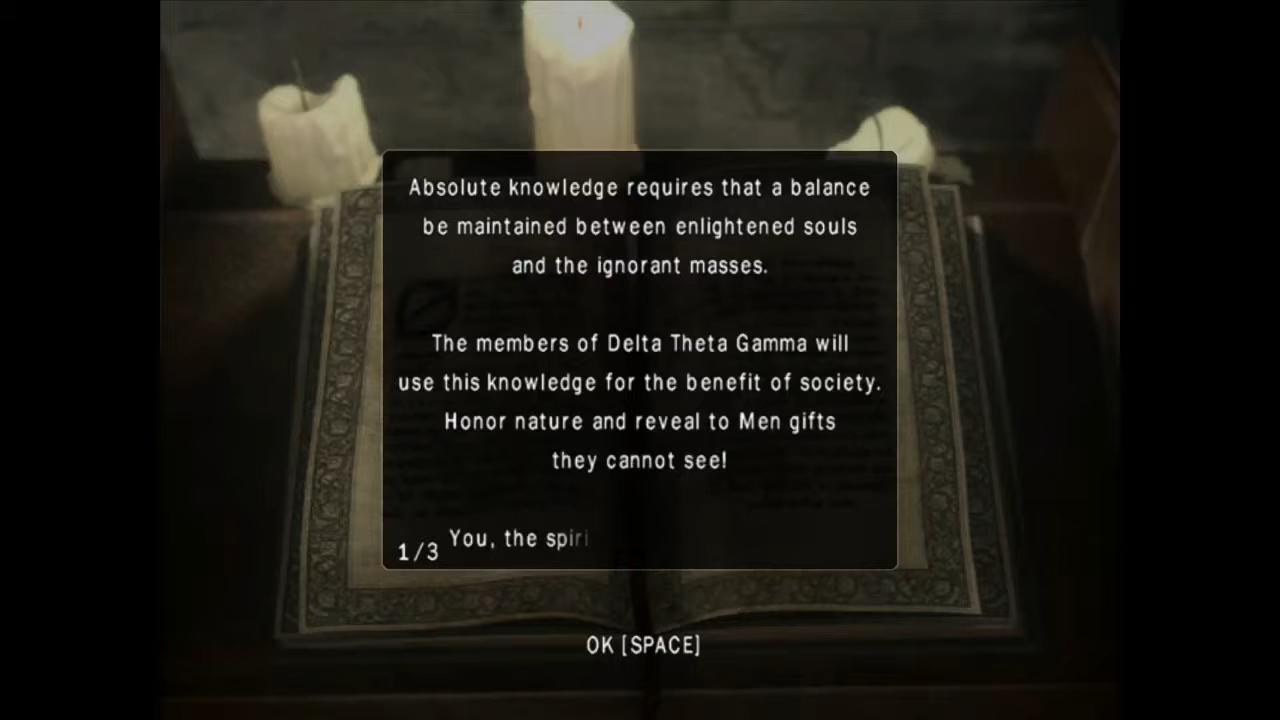 Absolute knowledge requires that a balance
be maintained between enlightened souls
and the ignorant masses.
The members of Delta Theta Gamma will
use this knowledge for the benefit of society.
Honor nature and reveal to Men gifts
they cannot see!
You, the spiri
1/3
OK [SPACE]